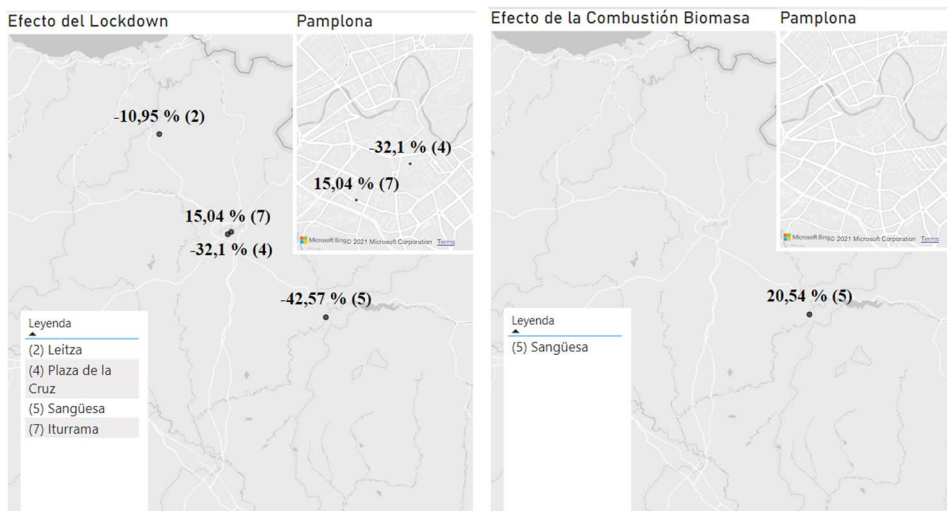 Efecto del Lockdown
Pamplona
-10,95 % (2)
-32,1 % (4)
15,04 % (7)
Microsoft Bing
© 2021 Microsoft Corporation Terms
15,04 % (7)
-32,1 % (4)
-42,57 % (5)
Leyenda
(2) Leitza
(4) Plaza de la
Cruz
(5) Sangüesa
(7) Iturrama
Efecto de la Combustión Biomasa
Pamplona
Microsoft Bing
© 2021 Microsoft Corporation Terms
20,54 % (5)
Leyenda
(5) Sangüesa